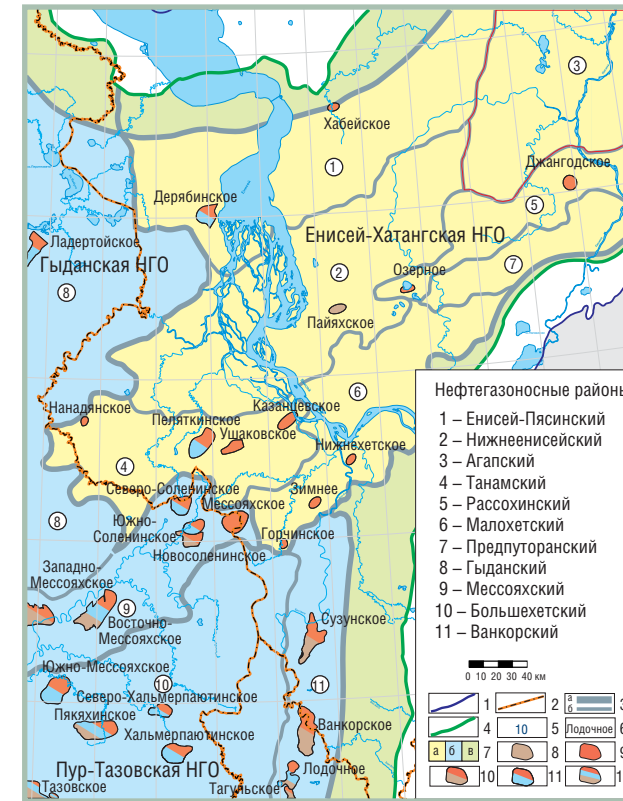 3
Хабейское
1
Джангодское
Дерябинское
5
Енисей-Хатангская НГО
Ладертойское
Гыданская НГО
7
2
Озерное
8
Пайяхское
6
Нефтегазоносные районы
1 – Енисей-Пясинский
2 – Нижнеенисейский
3 – Агапский
4 – Танамский
5 – Рассохинский
6 – Малохетский
7 – Предпуторанский
8 – Гыданский
9 – Мессояхский
10 – Большехетский
11 – Ванкорский
Нанадянское
Казанцевское
Пеляткинское
Ушаковское
Нижнехетское
4
Северо-Соленинское
Зимнее
Мессояхское
8
Южно-
Соленинское
Горчинское
Новосоленинское
Западно-
Мессояхское
9
Восточно-
Мессояхское
Сузунское
Южно-Мессояхское
10
11
Северо-Хальмерпаютинское
Пякяхинское
Ванкорское
Хальмерпаютинское
Пур-Тазовская НГО
Лодочное
Тазовское
Тагульское
0 10 20 30 40 км
1
2
а
б
3
4
10
5
Лодочное
6
а б в
7
8
9
10
11